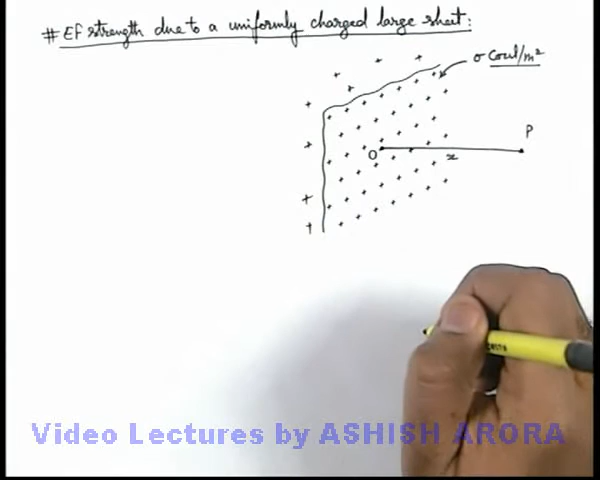 # EF strength due to a uniformly charged large sheet:
σ Coul/m²
P
O
x
Video Lectures by ASHISH ARORA